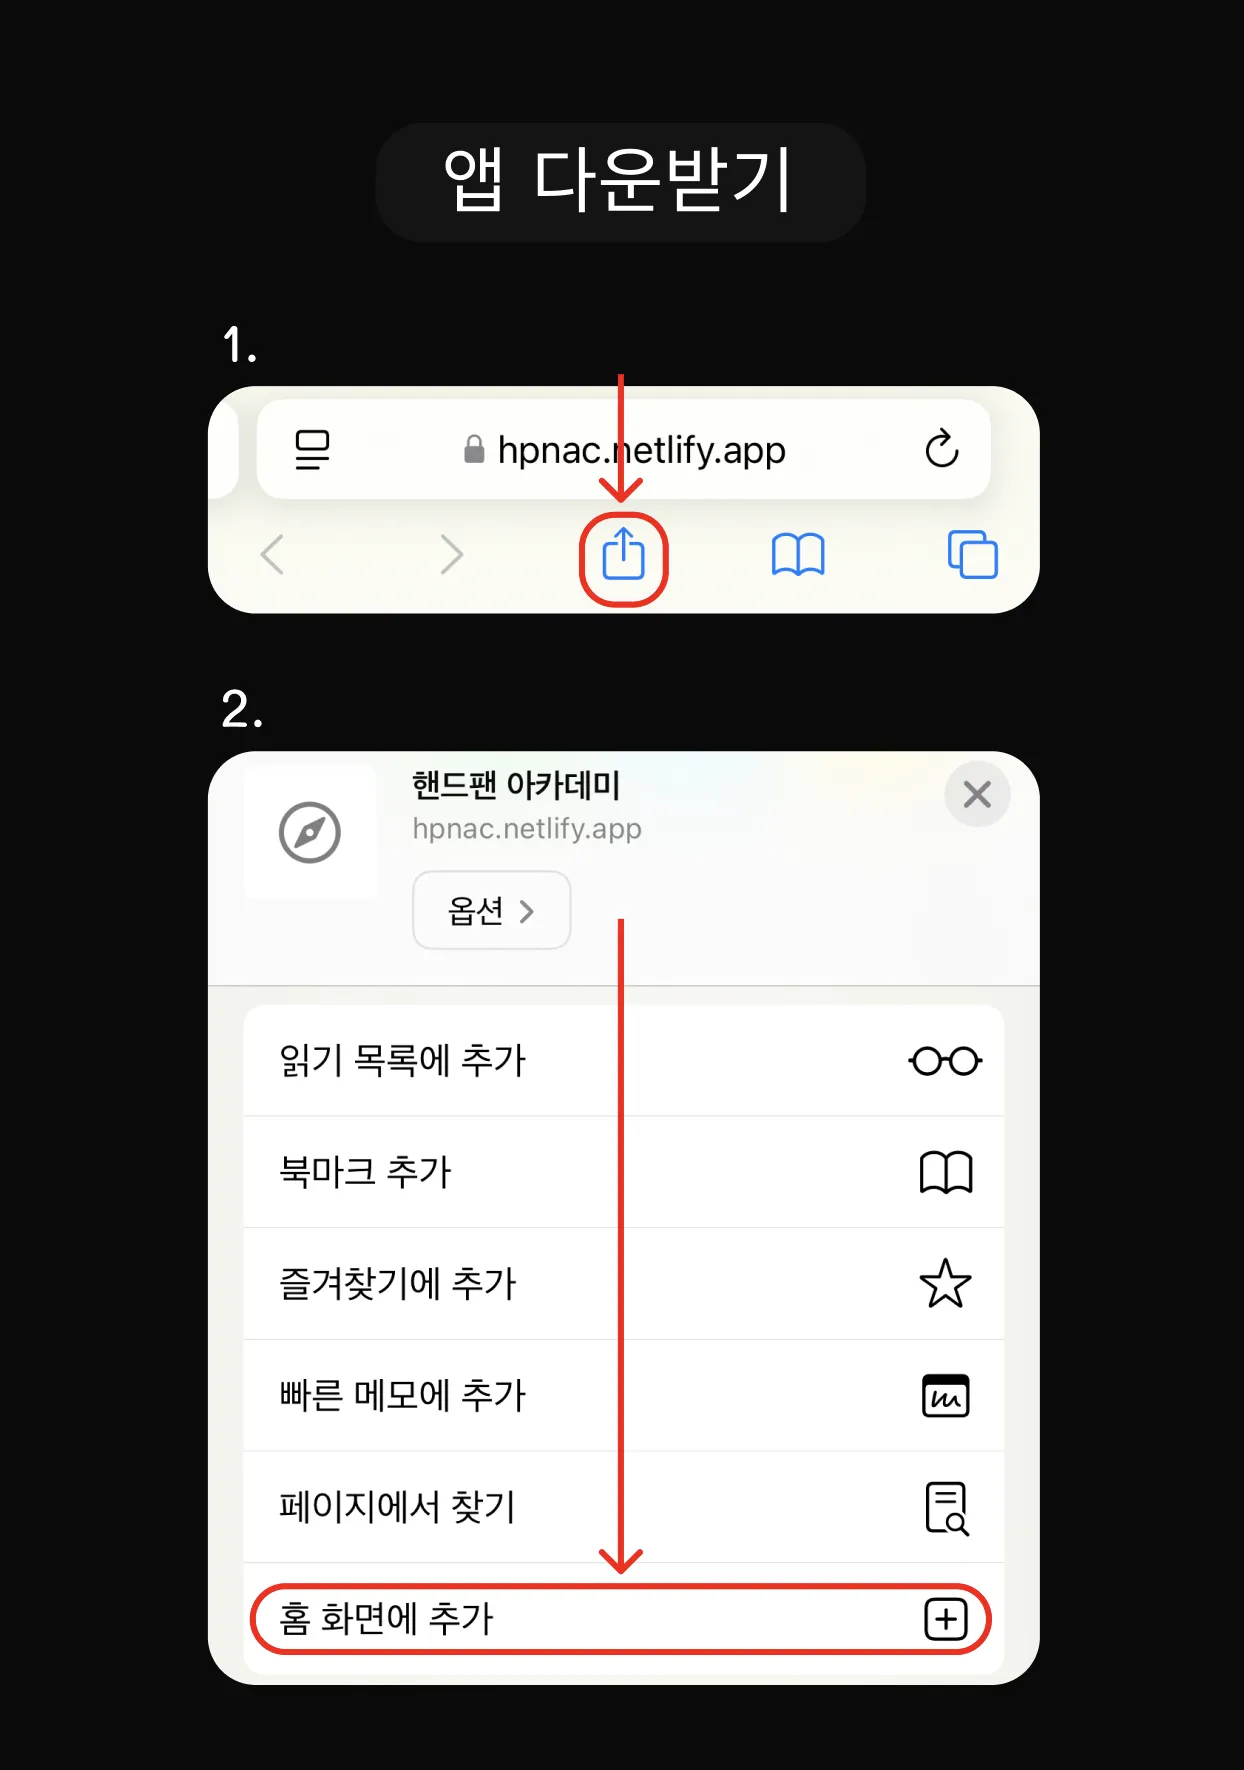 앱 다운받기
1.
hpnac.netlify.app
2.
핸드팬 아카데미
hpnac.netlify.app
옵션
읽기 목록에 추가
북마크 추가
즐겨찾기에 추가
빠른 메모에 추가
페이지에서 찾기
홈 화면에 추가